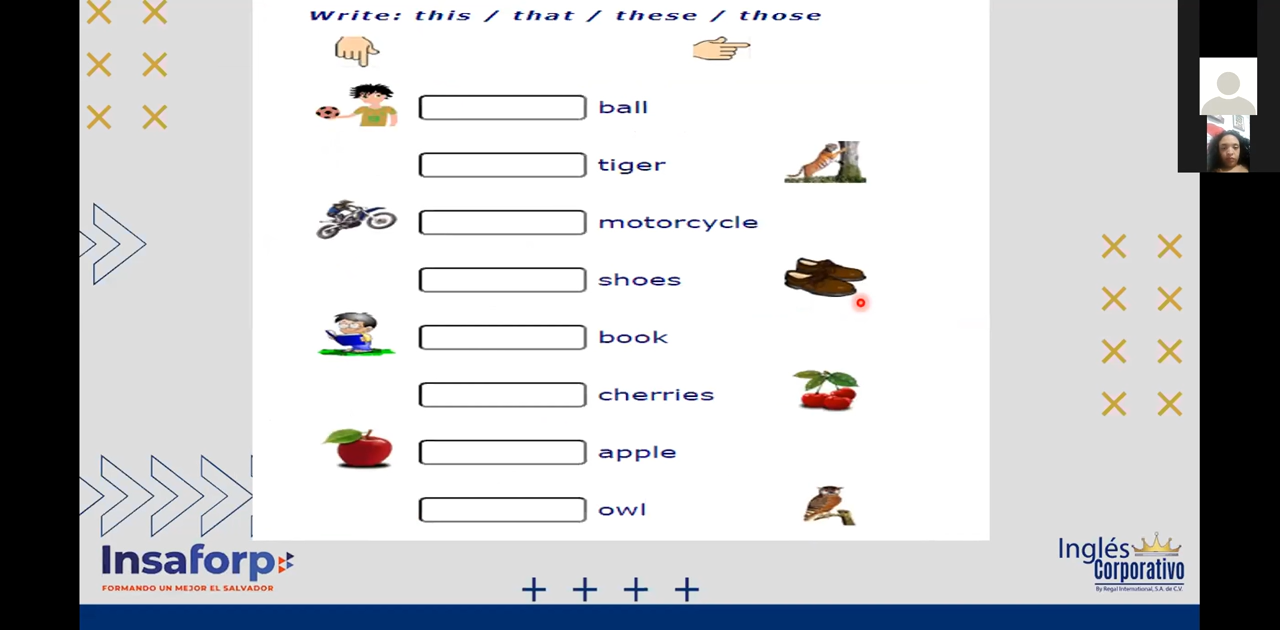 Write: this / that / these / those
ball
tiger
motorcycle
shoes
book
cherries
apple
owl
Insaforp
FORMANDO UN MEJOR EL SALVADOR
Inglés
Corporativo
By Regal International, S.A. de C.V.